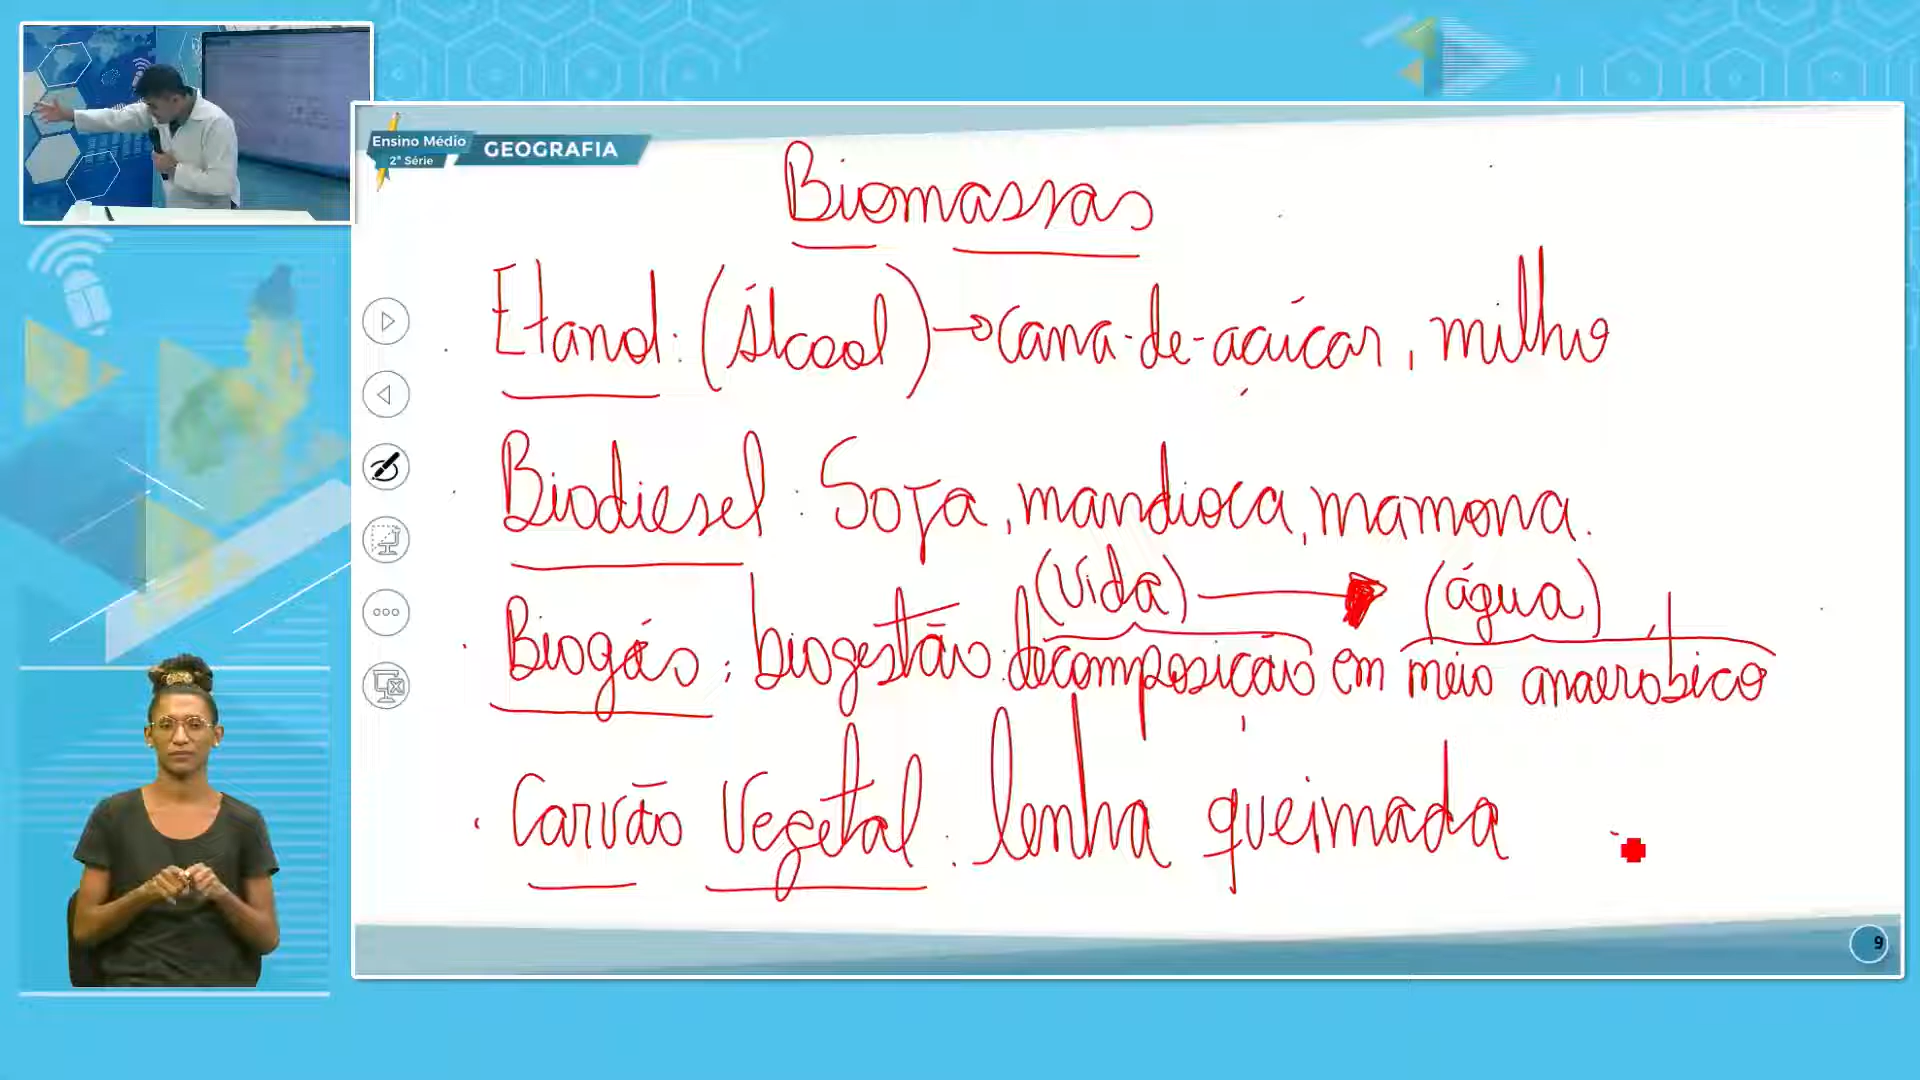 Ensino Médio
2ª Série
GEOGRAFIA
Biomassas
Etanol: (Álcool) → cana-de-açúcar, milho
Biodiesel: Soja, mandioca, mamona.
(vida) → (água)
Biogás: biogestão: decomposição em meio anaeróbico
Carvão Vegetal: lenha queimada
9